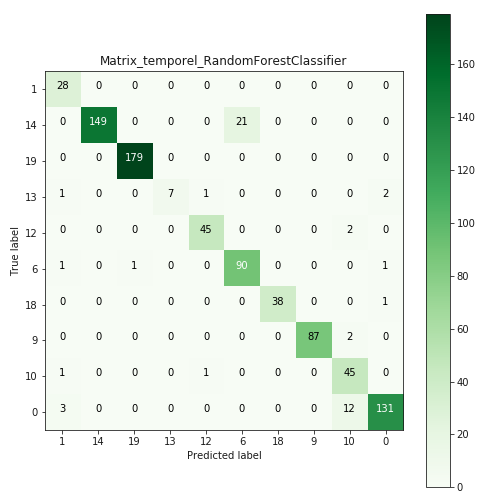 Matrix_temporel_RandomForestClassifier
1 28 0 0 0 0 0 0 0 0 0
14 0 149 0 0 0 21 0 0 0 0
19 0 0 179 0 0 0 0 0 0 0
13 1 0 0 7 1 0 0 0 0 2
12 0 0 0 0 45 0 0 0 2 0
6 1 0 1 0 0 90 0 0 0 1
18 0 0 0 0 0 0 38 0 0 1
9 0 0 0 0 0 0 0 87 2 0
10 1 0 0 0 1 0 0 0 45 0
0 3 0 0 0 0 0 0 0 12 131
1 14 19 13 12 6 18 9 10 0
True label
Predicted label
160
140
120
100
80
60
40
20
0